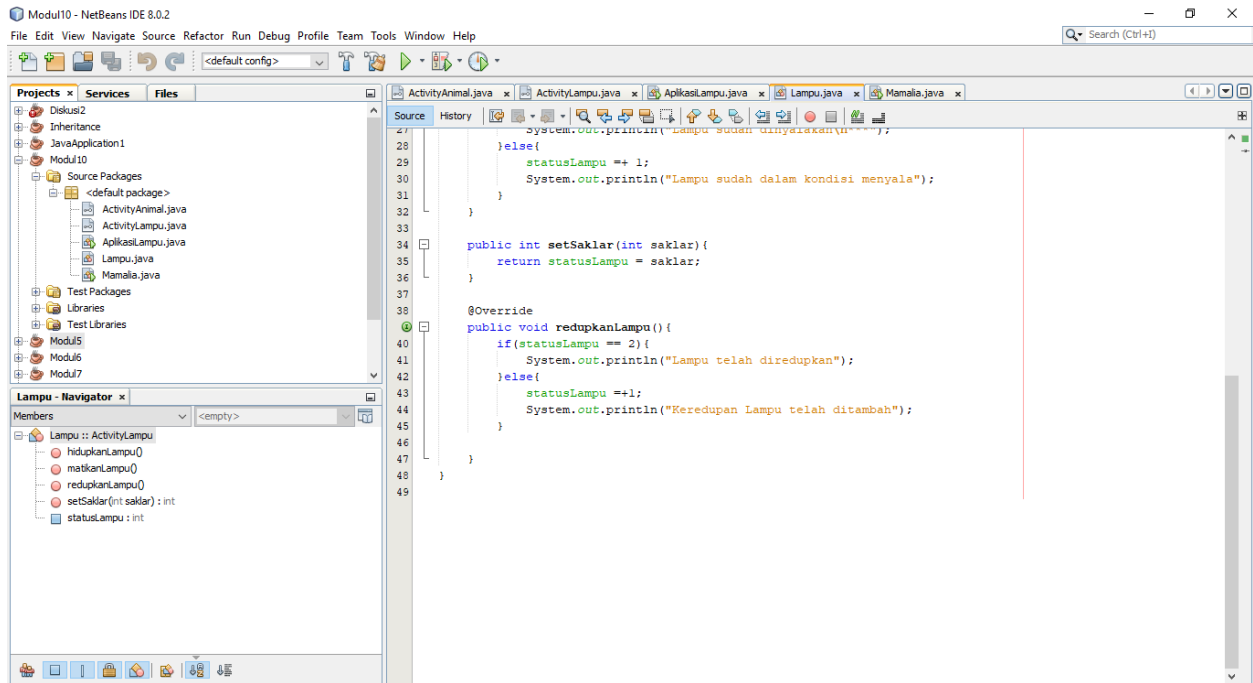 Modul10 - NetBeans IDE 8.0.2
File Edit View Navigate Source Refactor Run Debug Profile Team Tools Window Help
Search (Ctrl+I)
<default config>
Projects x Services Files
Diskusi2
Inheritance
JavaApplication1
Modul10
Source Packages
<default package>
ActivityAnimal.java
ActivityLampu.java
AplikasiLampu.java
Lampu.java
Mamalia.java
Test Packages
Libraries
Test Libraries
Modul5
Modul6
Modul7
Lampu - Navigator x
Members <empty>
Lampu :: ActivityLampu
hidupkanLampu()
matikanLampu()
redupkanLampu()
setSaklar(int saklar) : int
statusLampu : int
ActivityAnimal.java x ActivityLampu.java x AplikasiLampu.java x Lampu.java x Mamalia.java x
Source History
27 System.out.println("Lampu sudah dinyalakan\n
28 }else{
29 statusLampu =+ 1;
30 System.out.println("Lampu sudah dalam kondisi menyala");
31 }
32 }
33
34 public int setSaklar(int saklar){
35 return statusLampu = saklar;
36 }
37
38 @Override
public void redupkanLampu(){
40 if(statusLampu == 2){
41 System.out.println("Lampu telah diredupkan");
42 }else{
43 statusLampu =+1;
44 System.out.println("Keredupan Lampu telah ditambah");
45 }
46
47 }
48 }
49